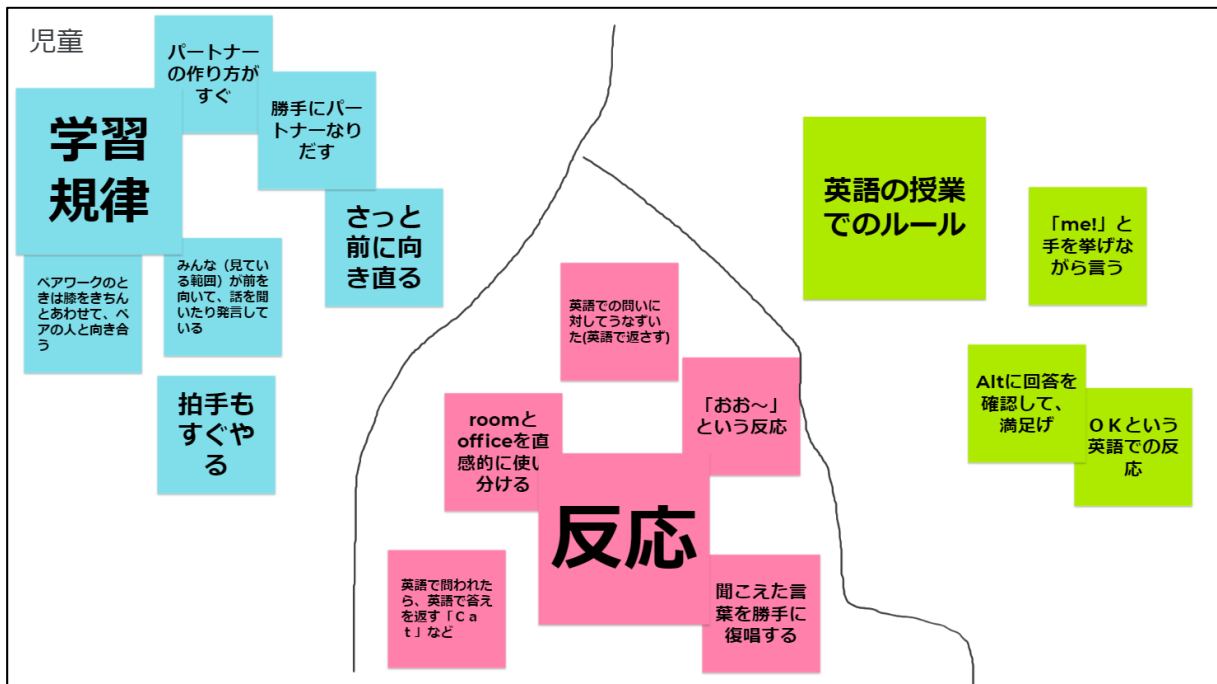 児童
パートナー
の作り方が
すぐ
勝手にパー
トナーなり
だす
学習
規律
さっと
前に向
き直る
ペアワークのと
きは膝をきちん
とあわせて、ペ
アの人と向き合
う
みんな（見てい
る範囲）が前を
向いて、話を聞
いたり発言して
いる
拍手も
すぐや
る
英語での問いに
対してうなずい
た(英語で返さず)
「おお～」
という反応
roomと
officeを直
感的に使い
分ける
反応
英語で問われた
ら、英語で答え
を返す「Ｃａ
ｔ」など
聞こえた言
葉を勝手に
復唱する
英語の授業
でのルール
「me!」と
手を挙げな
がら言う
Altに回答を
確認して、
満足げ
ＯＫという
英語での反
応